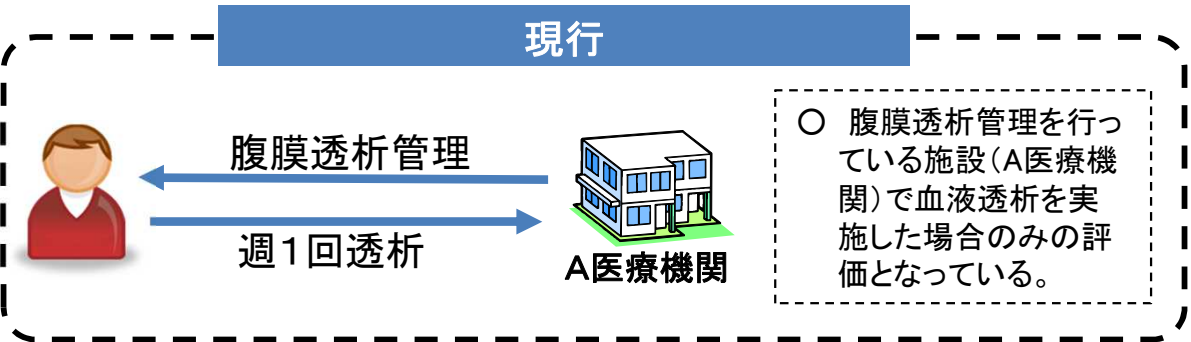 現行
腹膜透析管理
週1回透析
A医療機関
○ 腹膜透析管理を行っ
ている施設(A医療機
関)で血液透析を実
施した場合のみの評
価となっている。